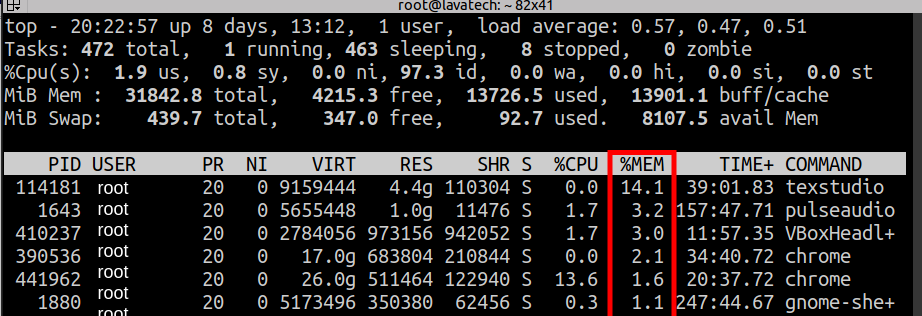 root@lavatech: ~ 82x41
top - 20:22:57 up 8 days, 13:12,  1 user,  load average: 0.57, 0.47, 0.51
Tasks: 472 total,   1 running, 463 sleeping,   8 stopped,   0 zombie
%Cpu(s):  1.9 us,  0.8 sy,  0.0 ni, 97.3 id,  0.0 wa,  0.0 hi,  0.0 si,  0.0 st
MiB Mem :  31842.8 total,   4215.3 free,  13726.5 used,  13901.1 buff/cache
MiB Swap:    439.7 total,    347.0 free,     92.7 used.   8107.5 avail Mem
PID USER PR NI VIRT RES SHR S %CPU %MEM TIME+ COMMAND
114181 root 20 0 9159444 4.4g 110304 S 0.0 14.1 39:01.83 texstudio
1643 root 20 0 5655448 1.0g 11476 S 1.7 3.2 157:47.71 pulseaudio
410237 root 20 0 2784056 973156 942052 S 1.7 3.0 11:57.35 VBoxHeadl+
390536 root 20 0 17.0g 683804 210844 S 0.0 2.1 34:40.72 chrome
441962 root 20 0 26.0g 511464 122940 S 13.6 1.6 20:37.72 chrome
1880 root 20 0 5173496 350380 62456 S 0.3 1.1 247:44.67 gnome-she+